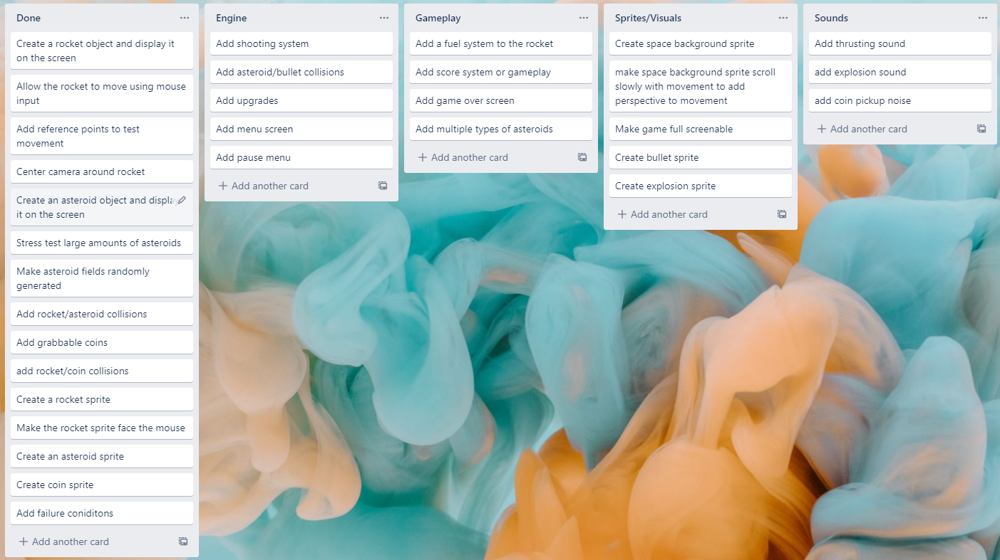 Done
Create a rocket object and display it
on the screen
Allow the rocket to move using mouse
input
Add reference points to test
movement
Center camera around rocket
Create an asteroid object and display
it on the screen
Stress test large amounts of asteroids
Make asteroid fields randomly
generated
Add rocket/asteroid collisions
Add grabbable coins
add rocket/coin collisions
Create a rocket sprite
Make the rocket sprite face the mouse
Create an asteroid sprite
Create coin sprite
Add failure coniditons
Add another card
Engine
Add shooting system
Add asteroid/bullet collisions
Add upgrades
Add menu screen
Add pause menu
Add another card
Gameplay
Add a fuel system to the rocket
Add score system or gameplay
Add game over screen
Add multiple types of asteroids
Add another card
Sprites/Visuals
Create space background sprite
make space background sprite scroll
slowly with movement to add
perspective to movement
Make game full screenable
Create bullet sprite
Create explosion sprite
Add another card
Sounds
Add thrusting sound
add explosion sound
add coin pickup noise
Add another card